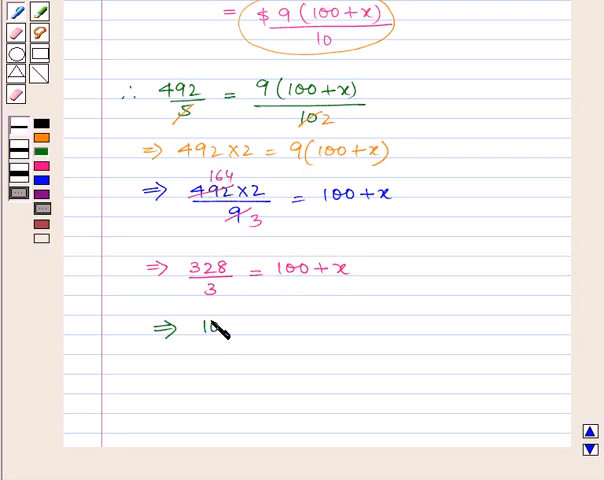 = $ 9 (100+x) / 10
∴ 492/5 = 9 (100+x) / 10 2
⇒ 492 × 2 = 9(100+x)
164
⇒ 492 × 2 / 9 3 = 100 + x
⇒ 328/3 = 100 + x
⇒ 10